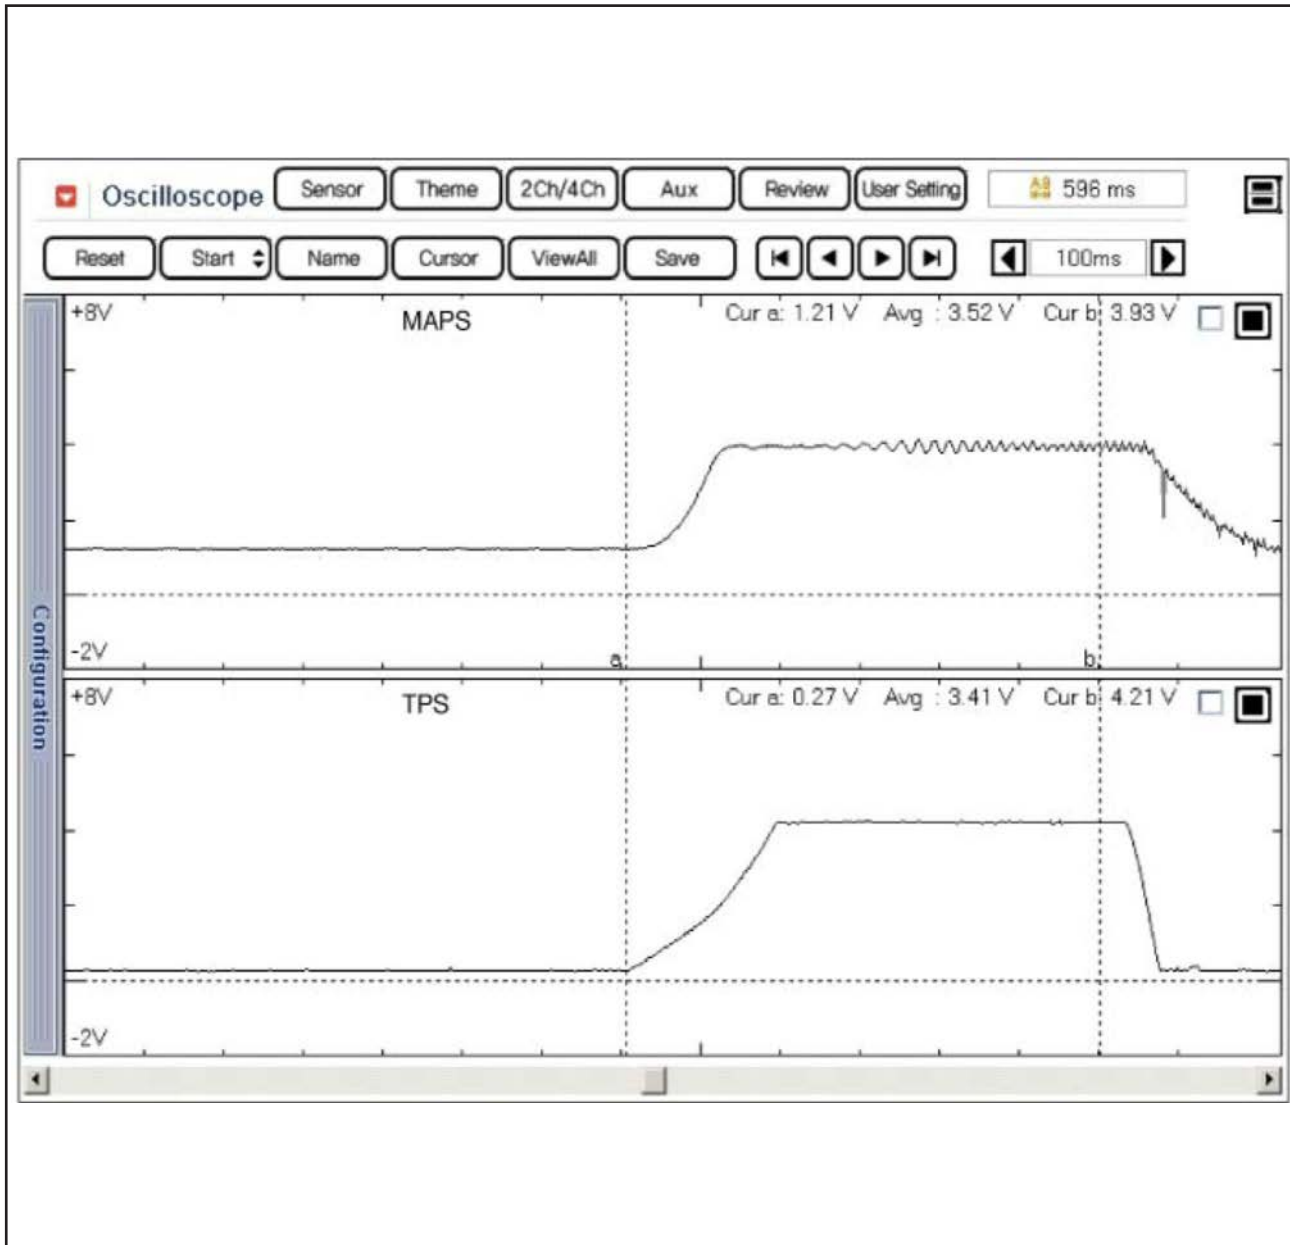 Oscilloscope Sensor Theme 2Ch/4Ch Aux Review User Setting 596 ms
Reset Start Name Cursor ViewAll Save 100ms
+8V MAPS Cur a: 1.21 V Avg : 3.52 V Cur b: 3.93 V
-2V a b
Configuration
+8V TPS Cur a: 0.27 V Avg : 3.41 V Cur b: 4.21 V
-2V